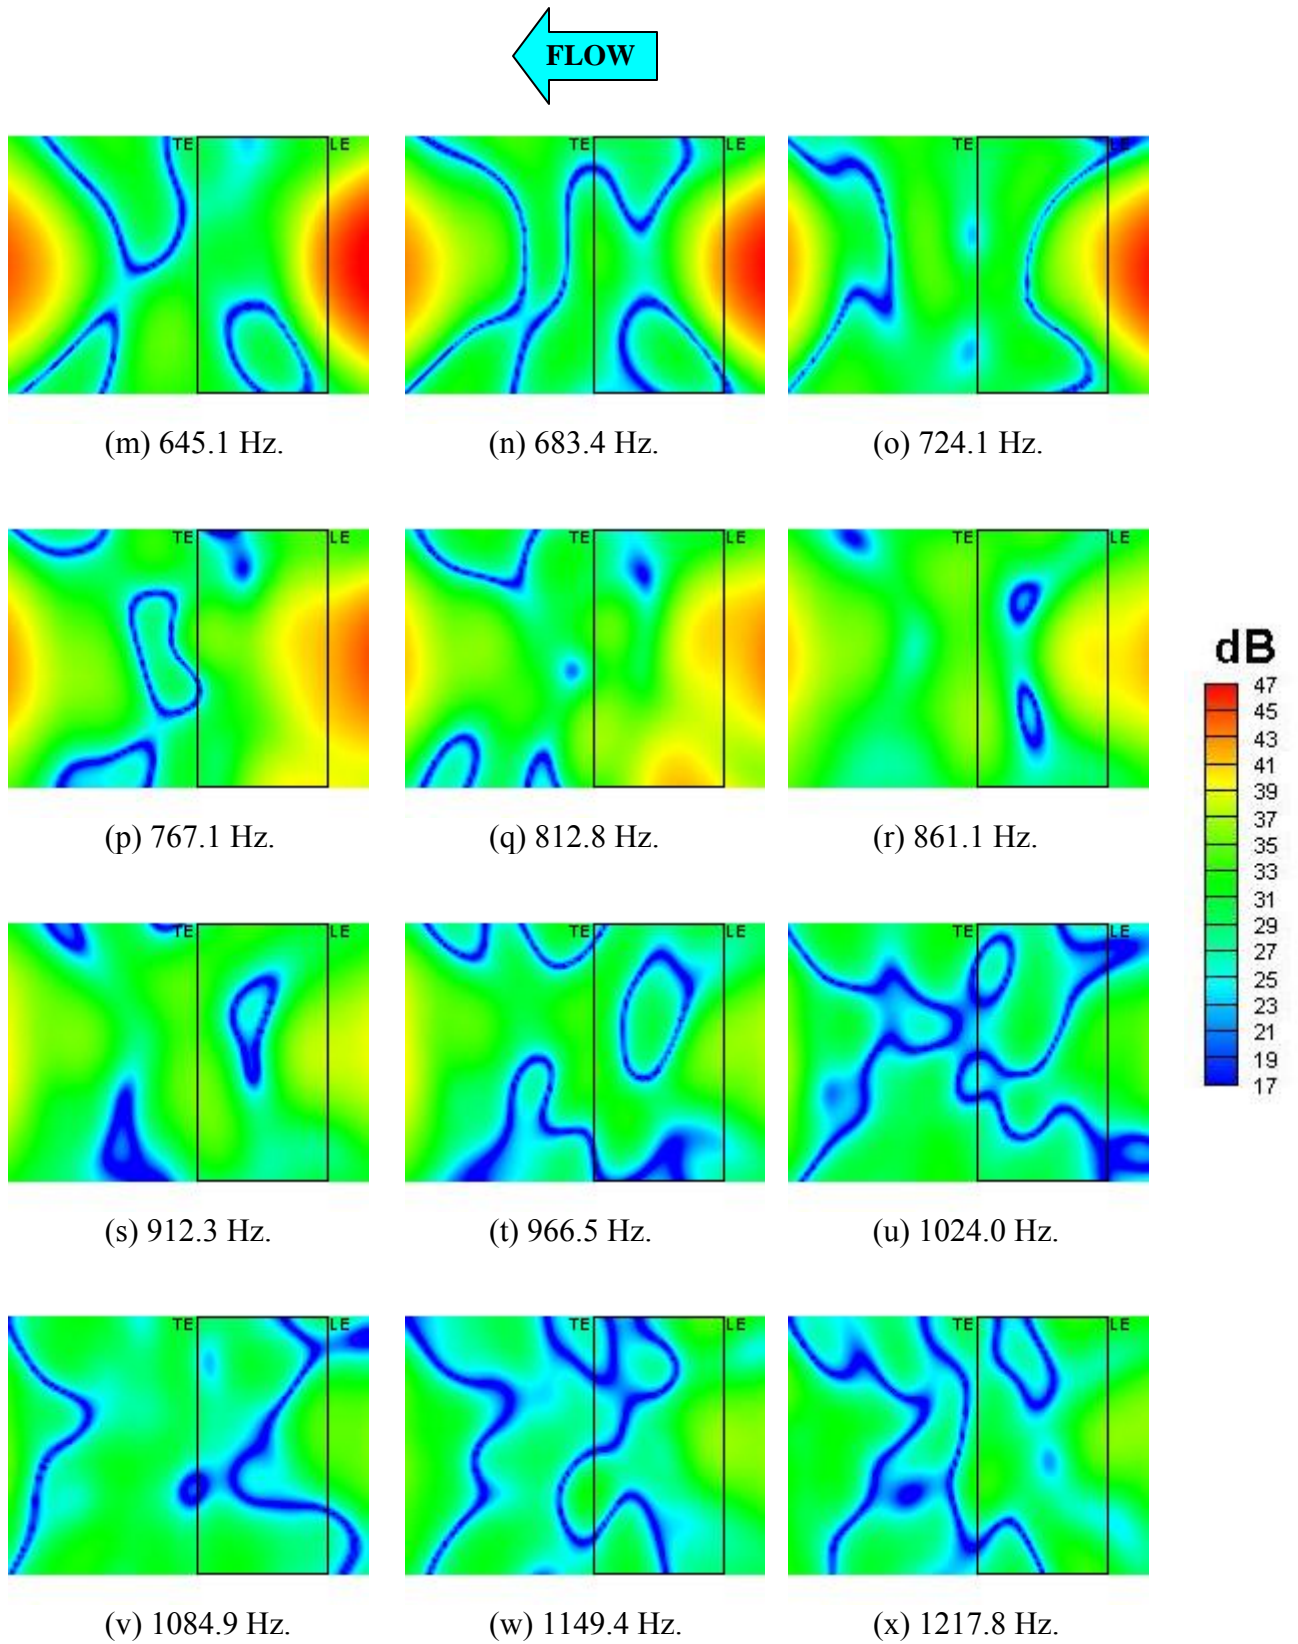 FLOW
TE LE TE LE TE LE
(m) 645.1 Hz. (n) 683.4 Hz. (o) 724.1 Hz.
TE LE TE LE TE LE
(p) 767.1 Hz. (q) 812.8 Hz. (r) 861.1 Hz.
dB
47
45
43
41
39
37
35
33
31
29
27
25
23
21
19
17
TE LE TE LE TE LE
(s) 912.3 Hz. (t) 966.5 Hz. (u) 1024.0 Hz.
TE LE TE LE TE LE
(v) 1084.9 Hz. (w) 1149.4 Hz. (x) 1217.8 Hz.